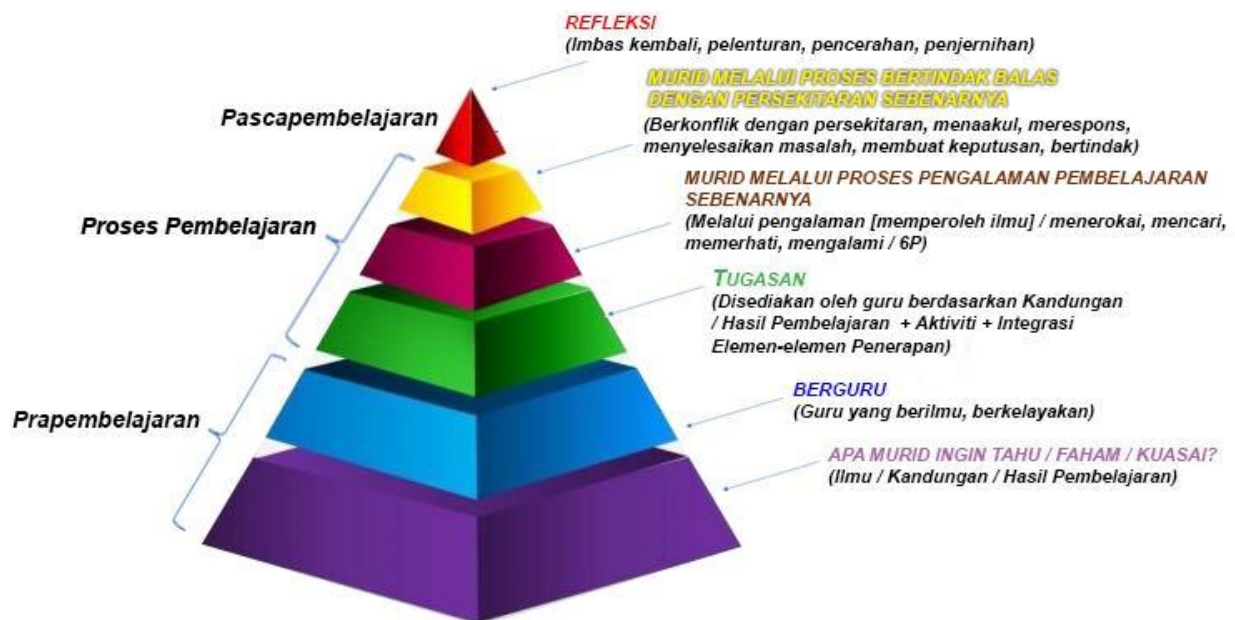 REFLEKSI
(Imbas kembali, pelenturan, pencerahan, penjernihan)
MURID MELALUI PROSES BERTINDAK BALAS
DENGAN PERSEKITARAN SEBENARNYA
Pascapembelajaran
(Berkonflik dengan persekitaran, menaakul, merespons,
menyelesaikan masalah, membuat keputusan, bertindak)
MURID MELALUI PROSES PENGALAMAN PEMBELAJARAN
SEBENARNYA
Proses Pembelajaran
(Melalui pengalaman [memperoleh ilmu] / menerokai, mencari,
memerhati, mengalami / 6P)
TUGASAN
(Disediakan oleh guru berdasarkan Kandungan
/ Hasil Pembelajaran + Aktiviti + Integrasi
Elemen-elemen Penerapan)
BERGURU
Prapembelajaran
(Guru yang berilmu, berkelayakan)
APA MURID INGIN TAHU / FAHAM / KUASAI?
(Ilmu / Kandungan / Hasil Pembelajaran)